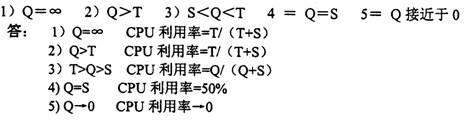 1) Q=∞ 2) Q>T 3) S<Q<T 4 = Q=S 5= Q 接近于 0
答: 1) Q=∞ CPU 利用率=T/(T+S)
2) Q>T CPU 利用率=T/(T+S)
3) T>Q>S CPU 利用率=Q/(Q+S)
4) Q=S CPU 利用率=50%
5) Q→0 CPU 利用率→0